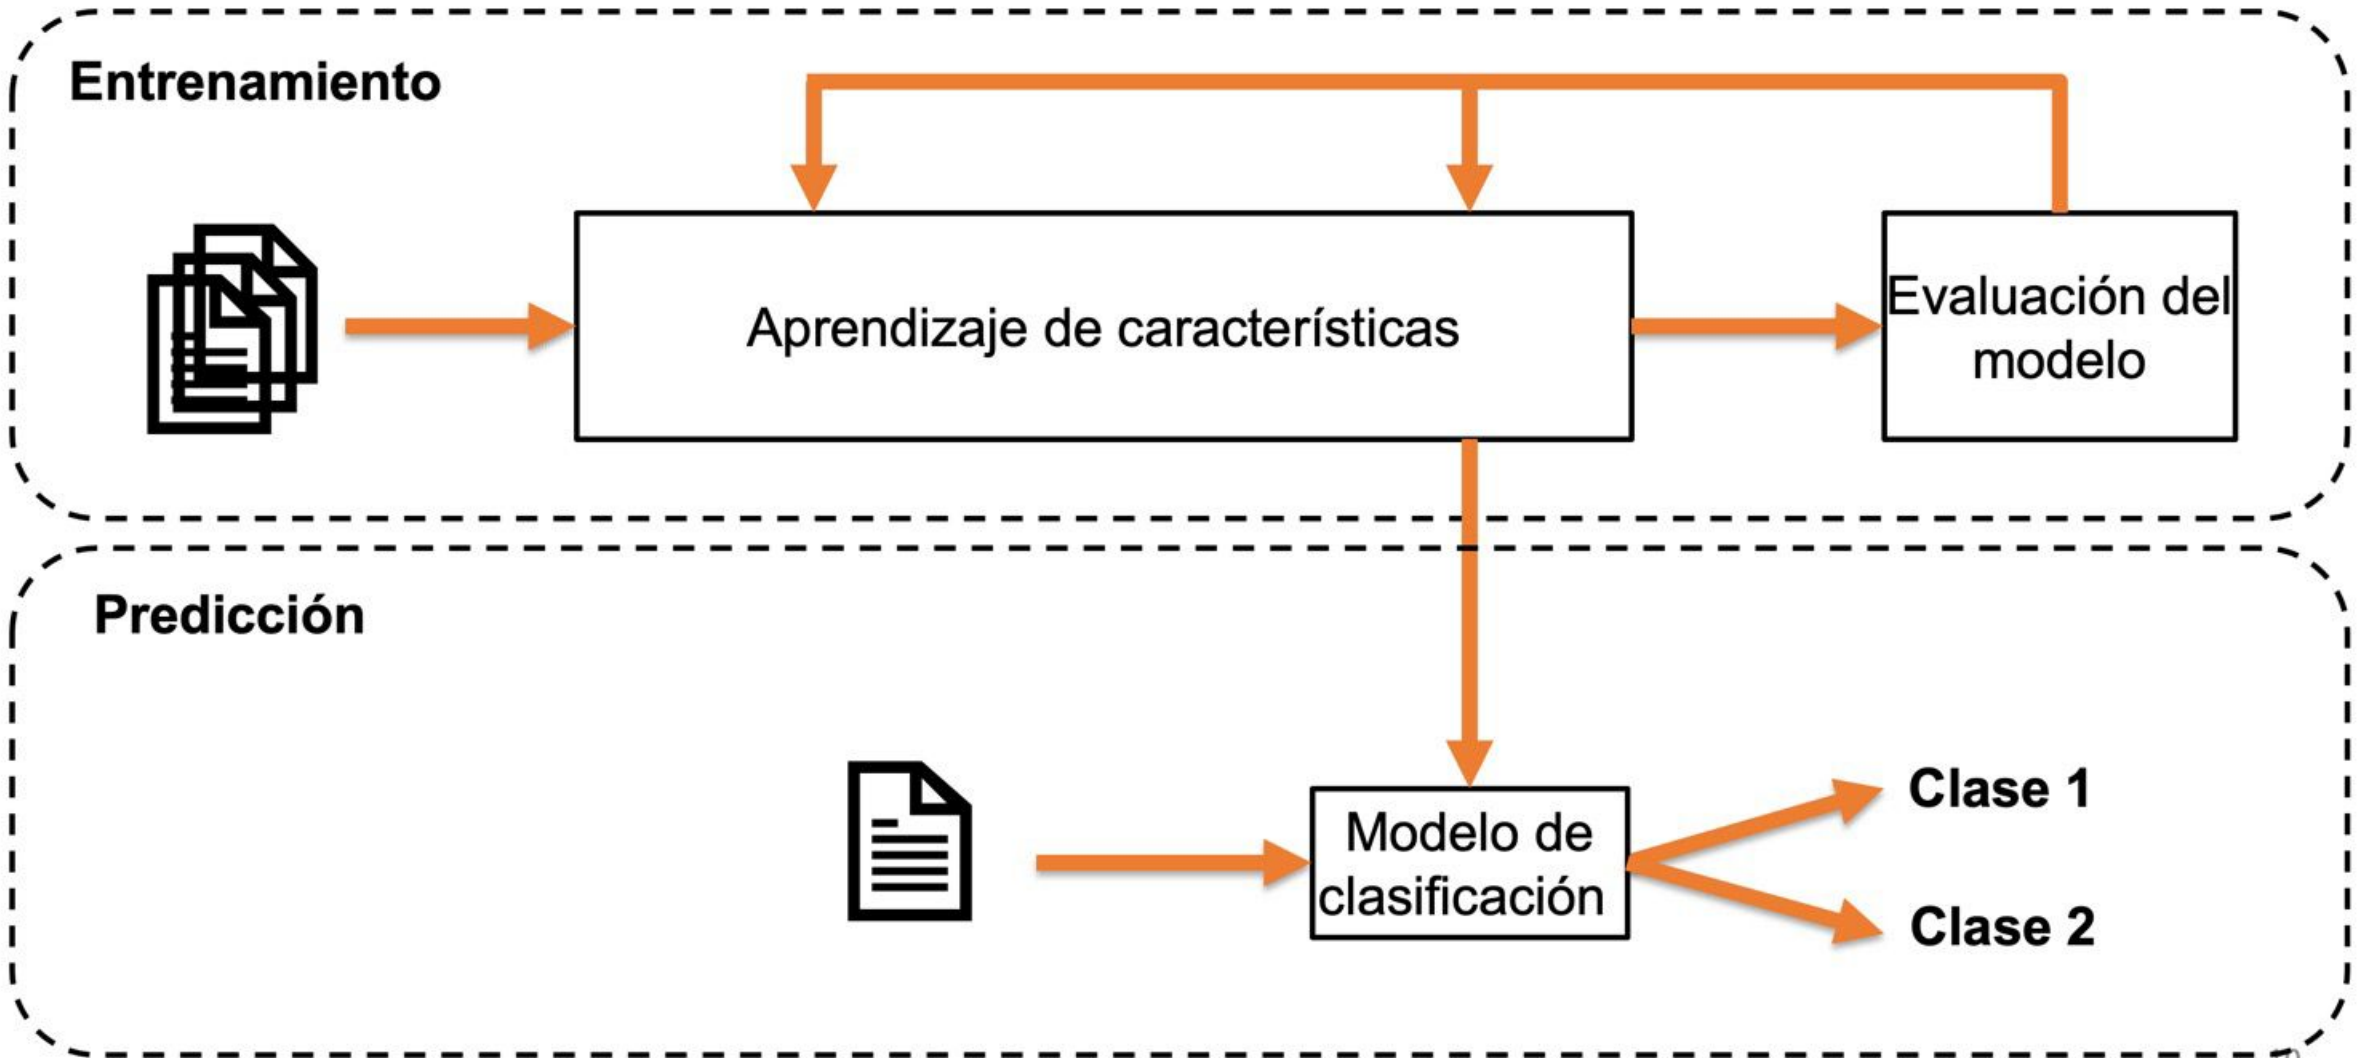 Entrenamiento
Aprendizaje de características
Evaluación del
modelo
Predicción
Modelo de
clasificación
Clase 1
Clase 2